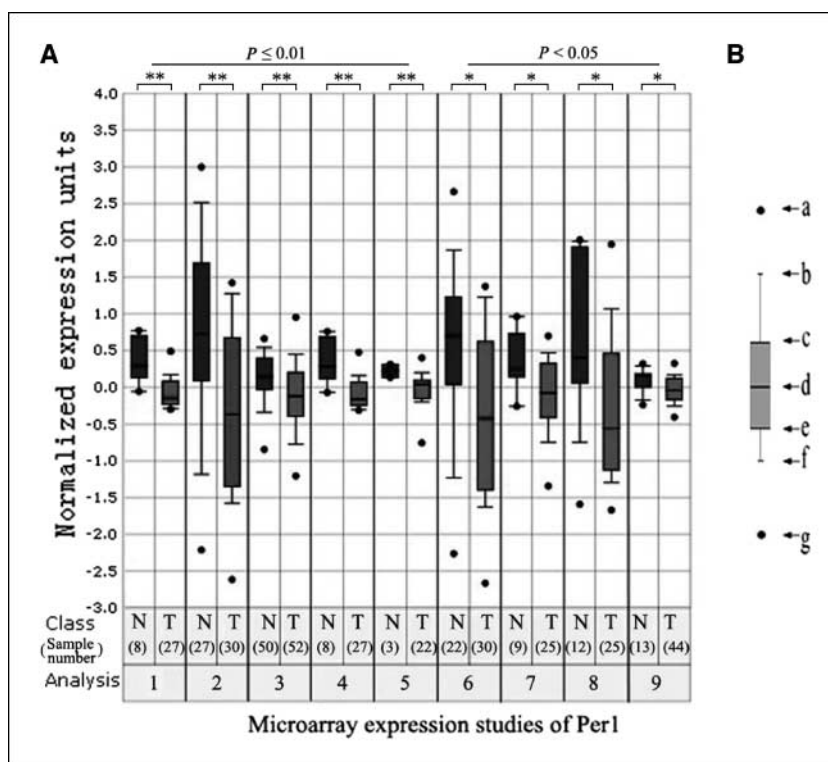 A
B
P ≤ 0.01
P < 0.05
** ** ** ** ** * * * *
Normalized expression units
4.0
3.5
3.0
2.5
2.0
1.5
1.0
0.5
0.0
-0.5
-1.0
-1.5
-2.0
-2.5
-3.0
a
b
c
d
e
f
g
Class N T N T N T N T N T N T N T N T N T
(Sample number) (8) (27) (27) (30) (50) (52) (8) (27) (3) (22) (22) (30) (9) (25) (12) (25) (13) (44)
Analysis 1 2 3 4 5 6 7 8 9
Microarray expression studies of Per1